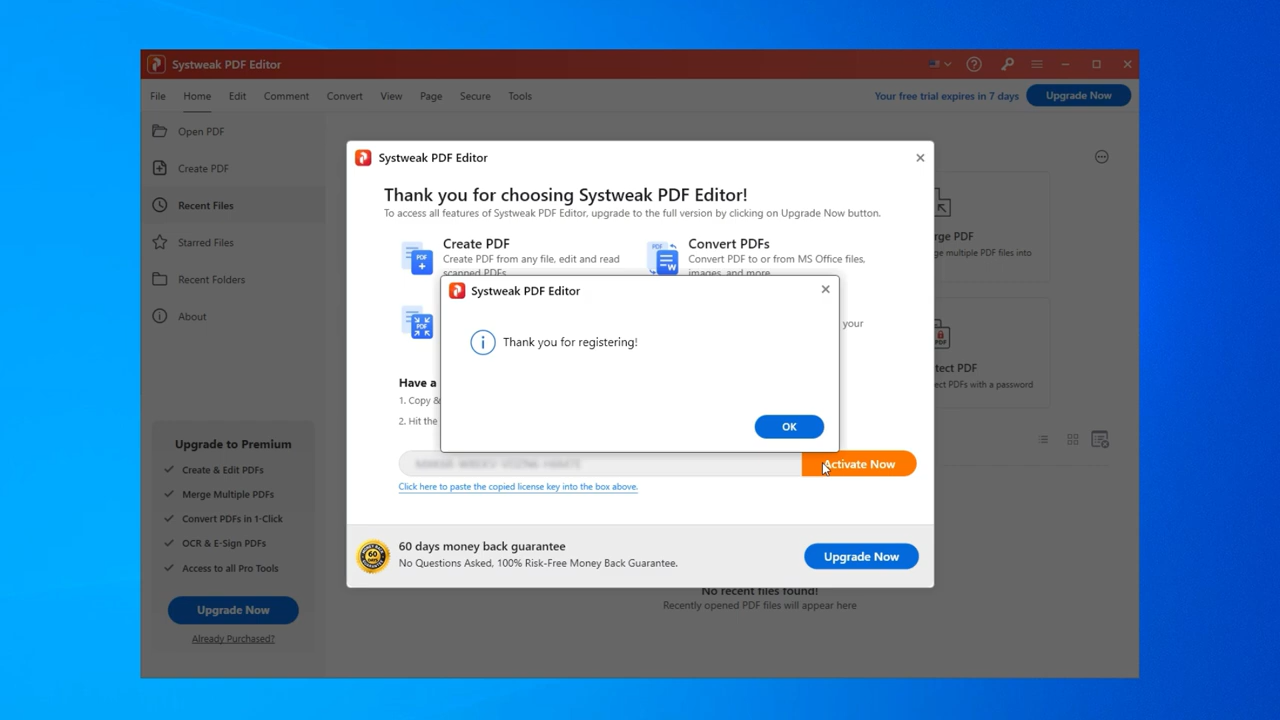 Systweak PDF Editor
File Home Edit Comment Convert View Page Secure Tools
Your free trial expires in 7 days
Upgrade Now
Open PDF
Create PDF
Recent Files
Starred Files
Recent Folders
About
Upgrade to Premium
Create & Edit PDFs
Merge Multiple PDFs
Convert PDFs in 1-Click
OCR & E-Sign PDFs
Access to all Pro Tools
Upgrade Now
Already Purchased?
Systweak PDF Editor
Thank you for choosing Systweak PDF Editor!
To access all features of Systweak PDF Editor, upgrade to the full version by clicking on Upgrade Now button.
Create PDF
Create PDF from any file, edit and read
scanned PDFs.
Convert PDFs
Convert PDF to or from MS Office files,
images, and more.
your
Have a
1. Copy &
2. Hit the
Systweak PDF Editor
Thank you for registering!
OK
Activate Now
Click here to paste the copied license key into the box above.
60 days money back guarantee
No Questions Asked, 100% Risk-Free Money Back Guarantee.
Upgrade Now
rge PDF
ge multiple PDF files into
tect PDF
ect PDFs with a password.
No recent files found!
Recently opened PDF files will appear here